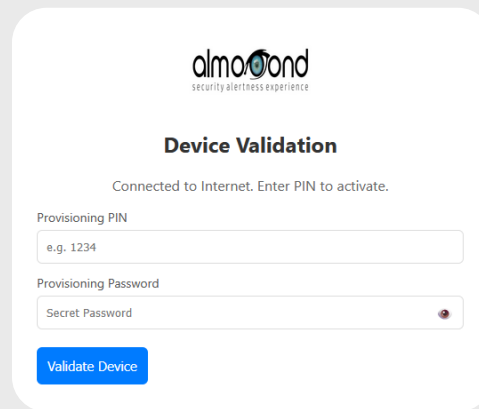 almond
security alertness experience
Device Validation
Connected to Internet. Enter PIN to activate.
Provisioning PIN
e.g. 1234
Provisioning Password
Secret Password
Validate Device